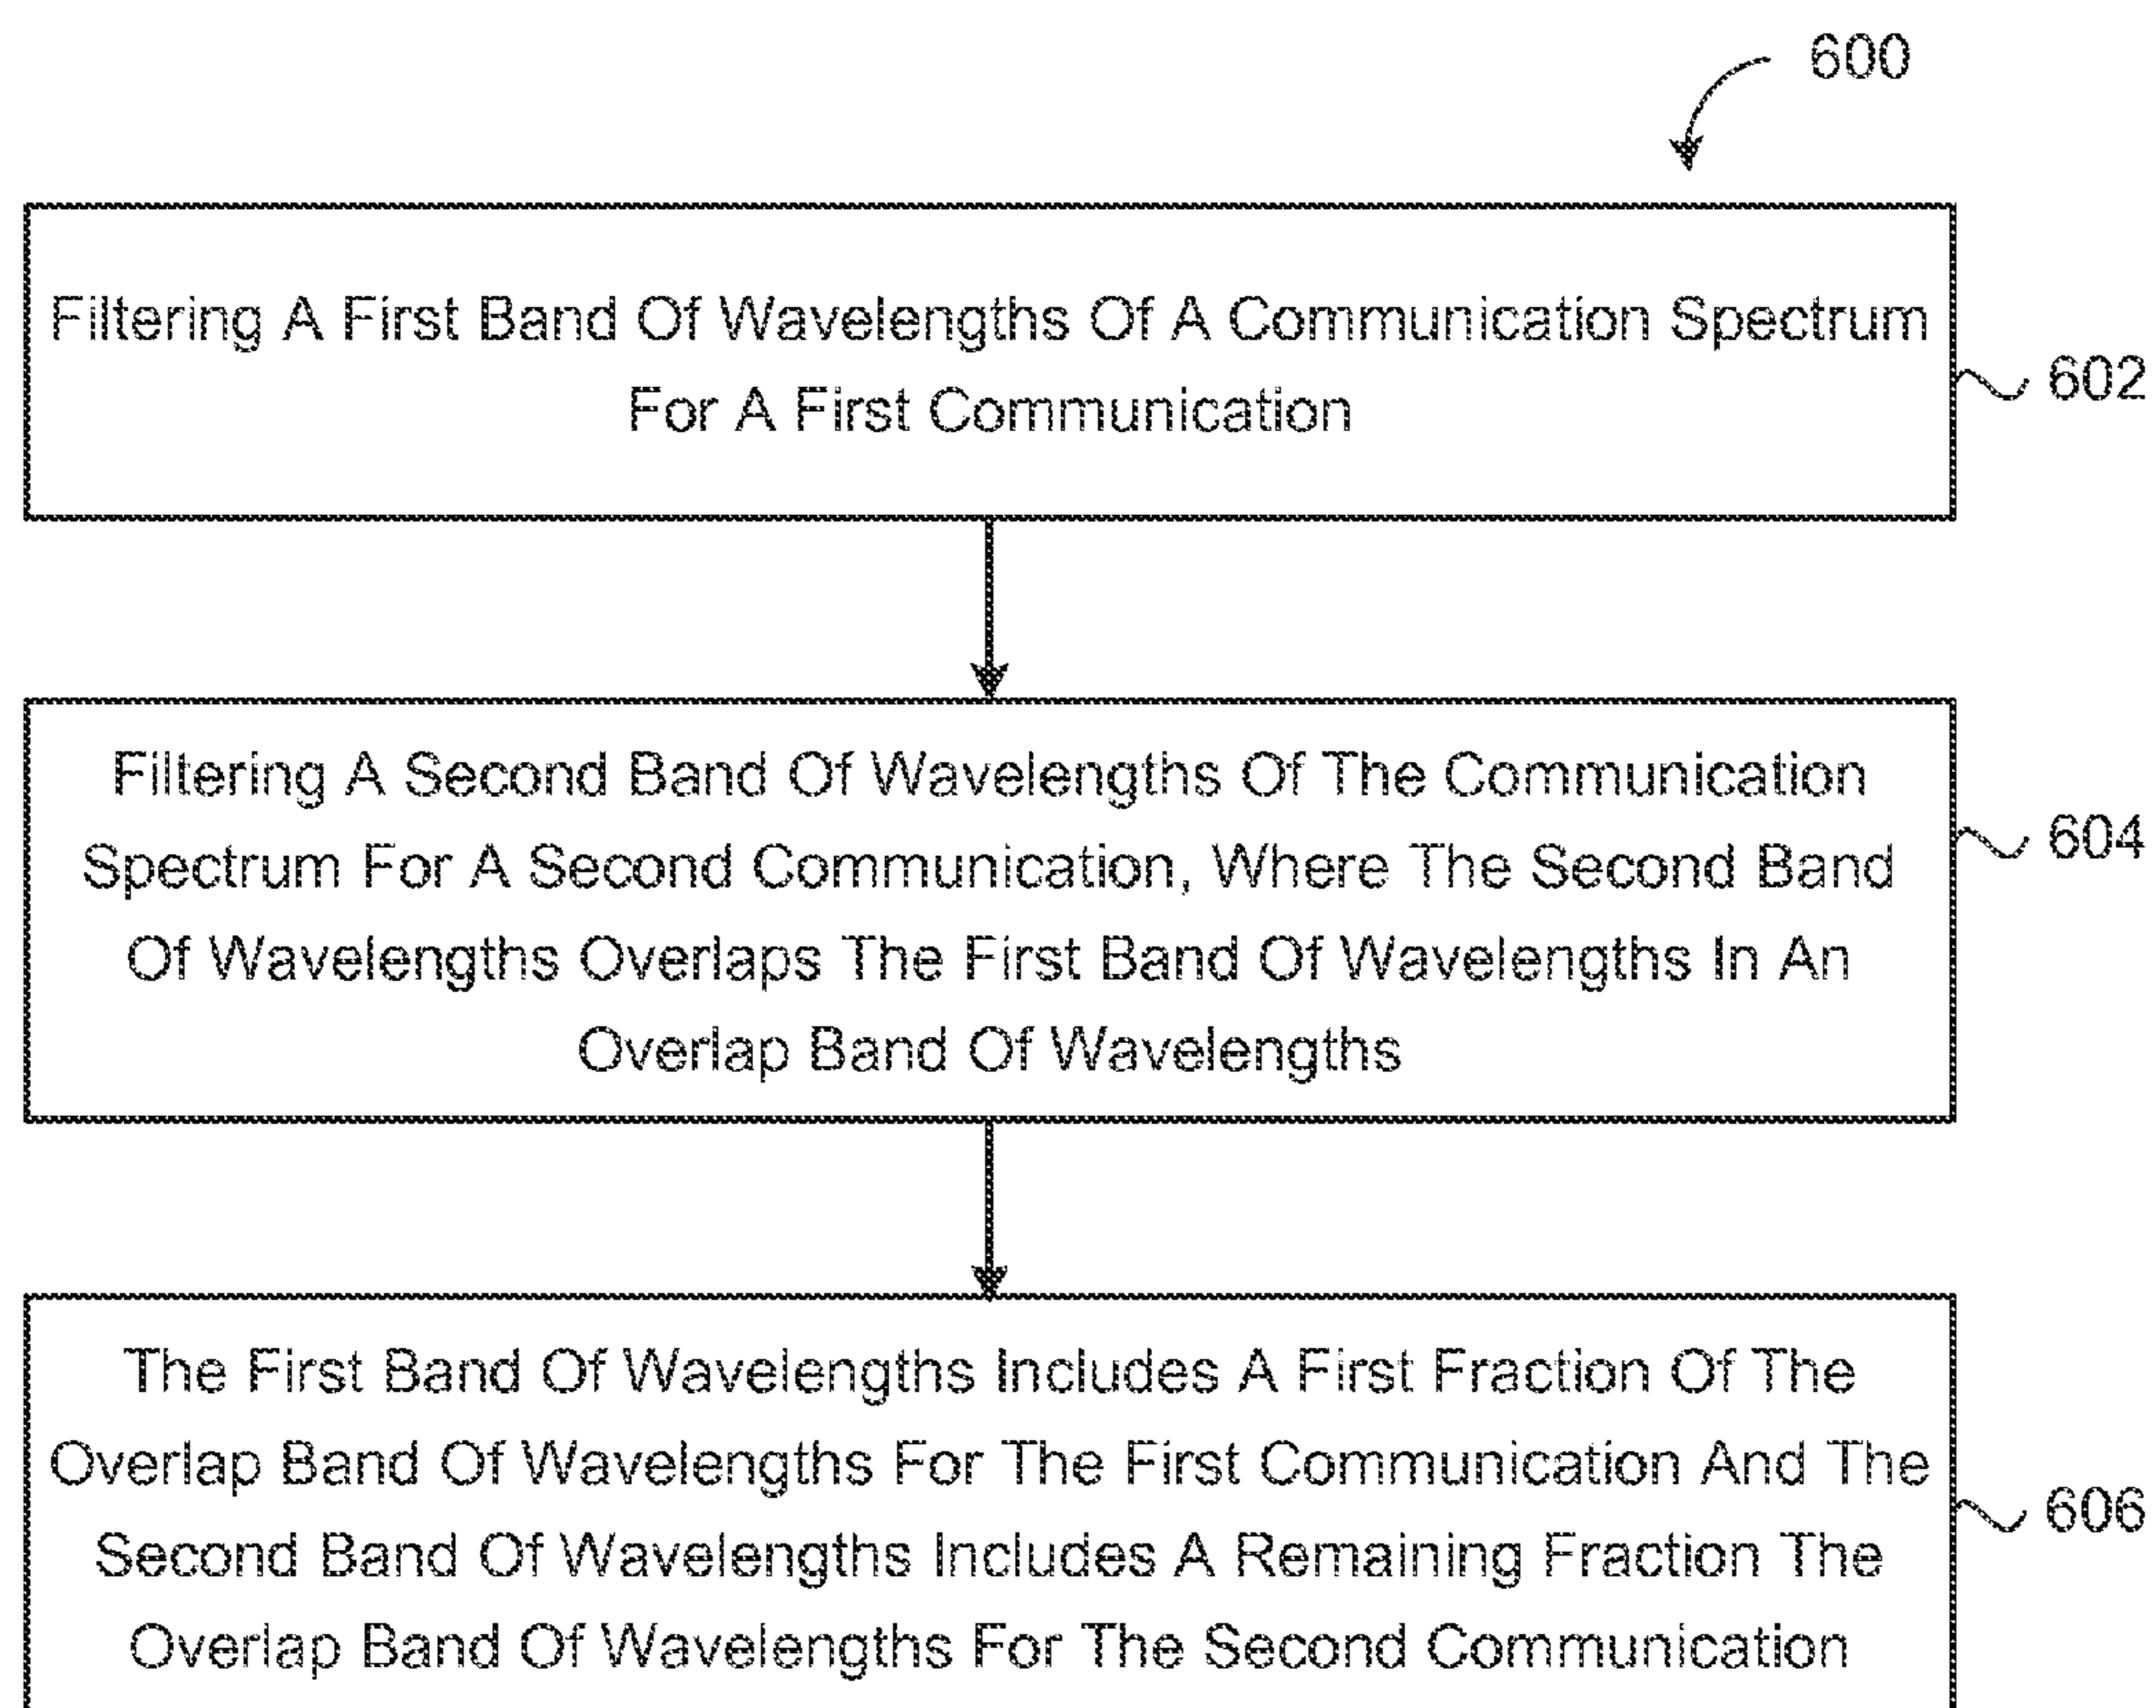 600
Filtering A First Band Of Wavelengths Of A Communication Spectrum
For A First Communication
602
Filtering A Second Band Of Wavelengths Of The Communication
Spectrum For A Second Communication, Where The Second Band
Of Wavelengths Overlaps The First Band Of Wavelengths In An
Overlap Band Of Wavelengths
604
The First Band Of Wavelengths Includes A First Fraction Of The
Overlap Band Of Wavelengths For The First Communication And The
Second Band Of Wavelengths Includes A Remaining Fraction The
Overlap Band Of Wavelengths For The Second Communication
606